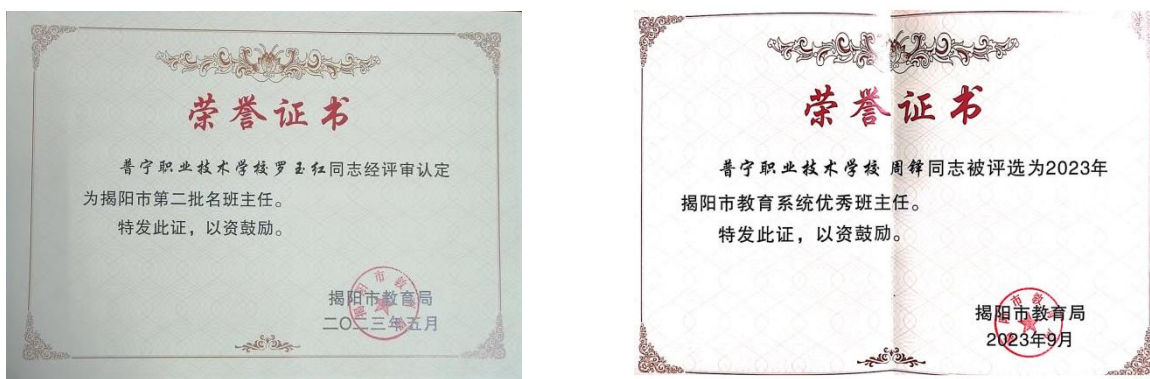 荣誉证书
普宁职业技术学校罗玉红同志经评审认定
为揭阳市第二批名班主任。
特发此证，以资鼓励。
揭阳市教育局
二〇二三年五月
荣誉证书
普宁职业技术学校周锋同志被评选为2023年
揭阳市教育系统优秀班主任。
特发此证，以资鼓励。
揭阳市教育局
2023年9月